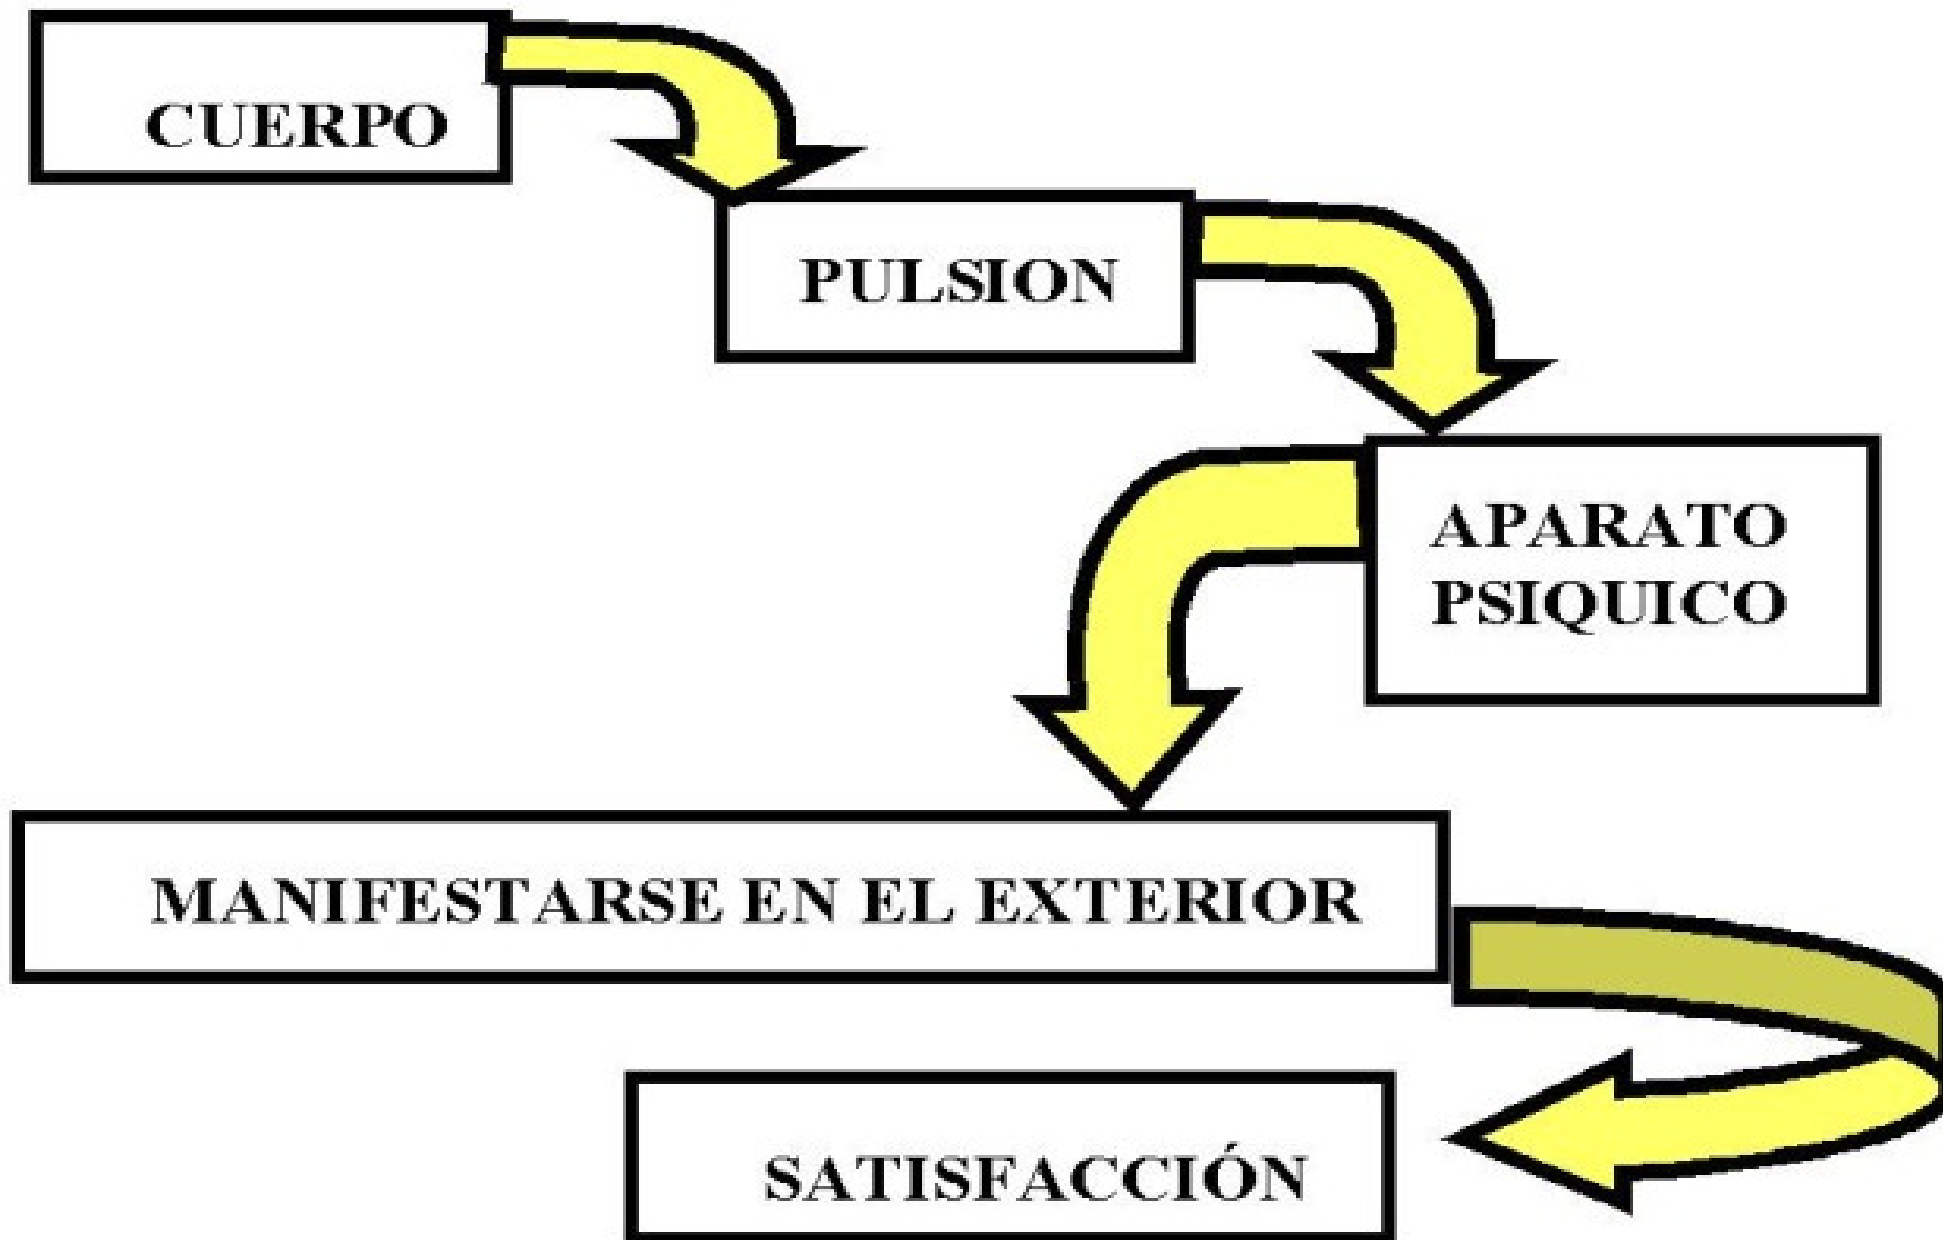 CUERPO
PULSION
APARATO
PSIQUICO
MANIFESTARSE EN EL EXTERIOR
SATISFACCIÓN